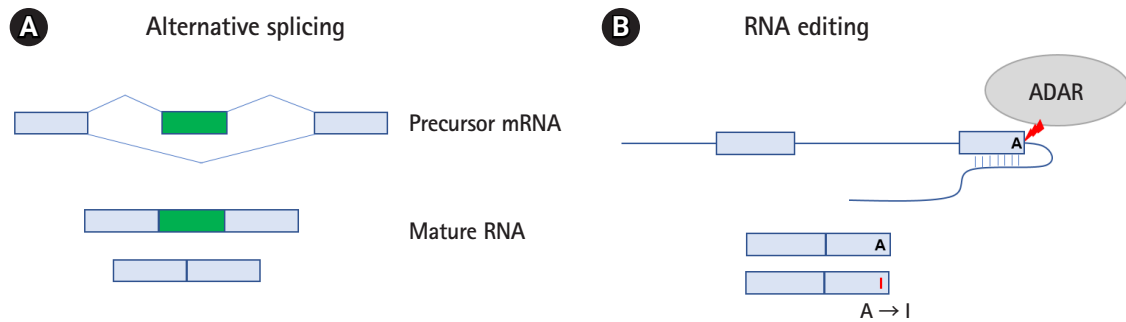 A Alternative splicing
Precursor mRNA
Mature RNA
B RNA editing
ADAR
A
A
I
A → I